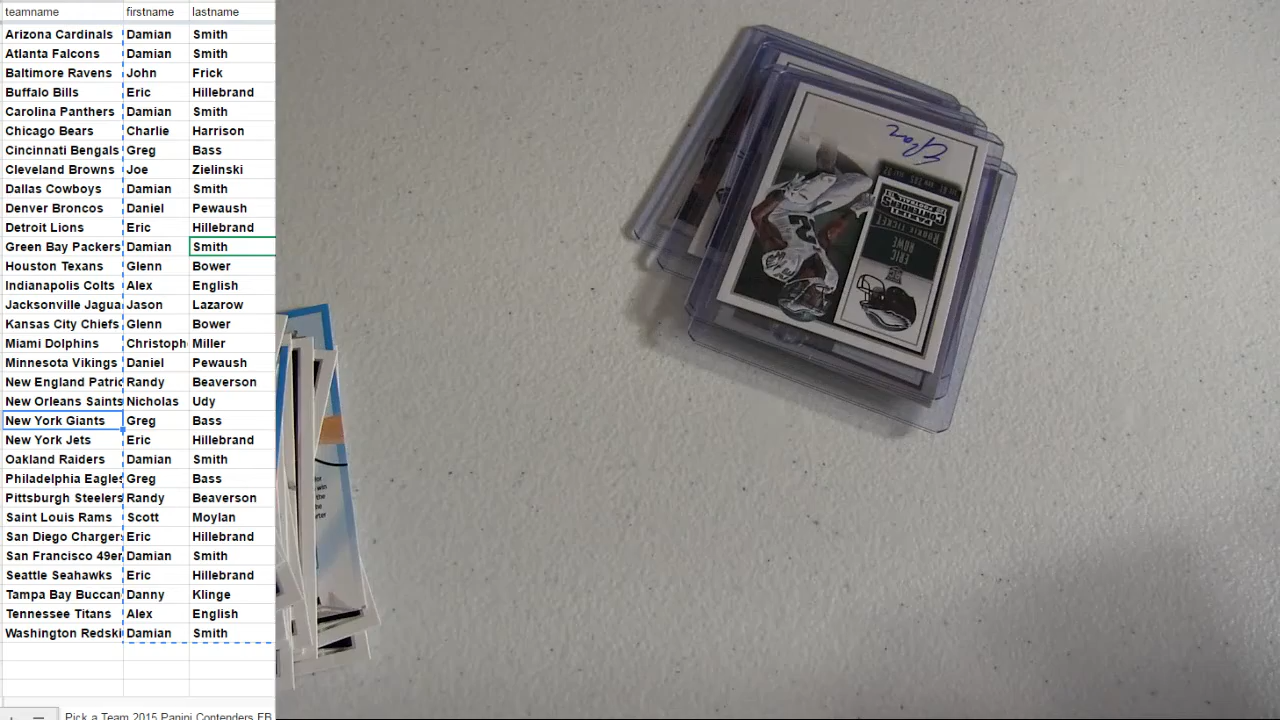 teamname firstname lastname
Arizona Cardinals Damian Smith
Atlanta Falcons Damian Smith
Baltimore Ravens John Frick
Buffalo Bills Eric Hillebrand
Carolina Panthers Damian Smith
Chicago Bears Charlie Harrison
Cincinnati Bengals Greg Bass
Cleveland Browns Joe Zielinski
Dallas Cowboys Damian Smith
Denver Broncos Daniel Pewaush
Detroit Lions Eric Hillebrand
Green Bay Packers Damian Smith
Houston Texans Glenn Bower
Indianapolis Colts Alex English
Jacksonville Jagua Jason Lazarow
Kansas City Chiefs Glenn Bower
Miami Dolphins Christoph Miller
Minnesota Vikings Daniel Pewaush
New England Patric Randy Beaverson
New Orleans Saints Nicholas Udy
New York Giants Greg Bass
New York Jets Eric Hillebrand
Oakland Raiders Damian Smith
Philadelphia Eagles Greg Bass
Pittsburgh Steelers Randy Beaverson
Saint Louis Rams Scott Moylan
San Diego Chargers Eric Hillebrand
San Francisco 49er Damian Smith
Seattle Seahawks Eric Hillebrand
Tampa Bay Buccan Danny Klinge
Tennessee Titans Alex English
Washington Redski Damian Smith
Pick a Team 2015 Panini Contenders FB
PANINI
CONTENDERS
ROOKIE TICKET
ERIC
ROWE